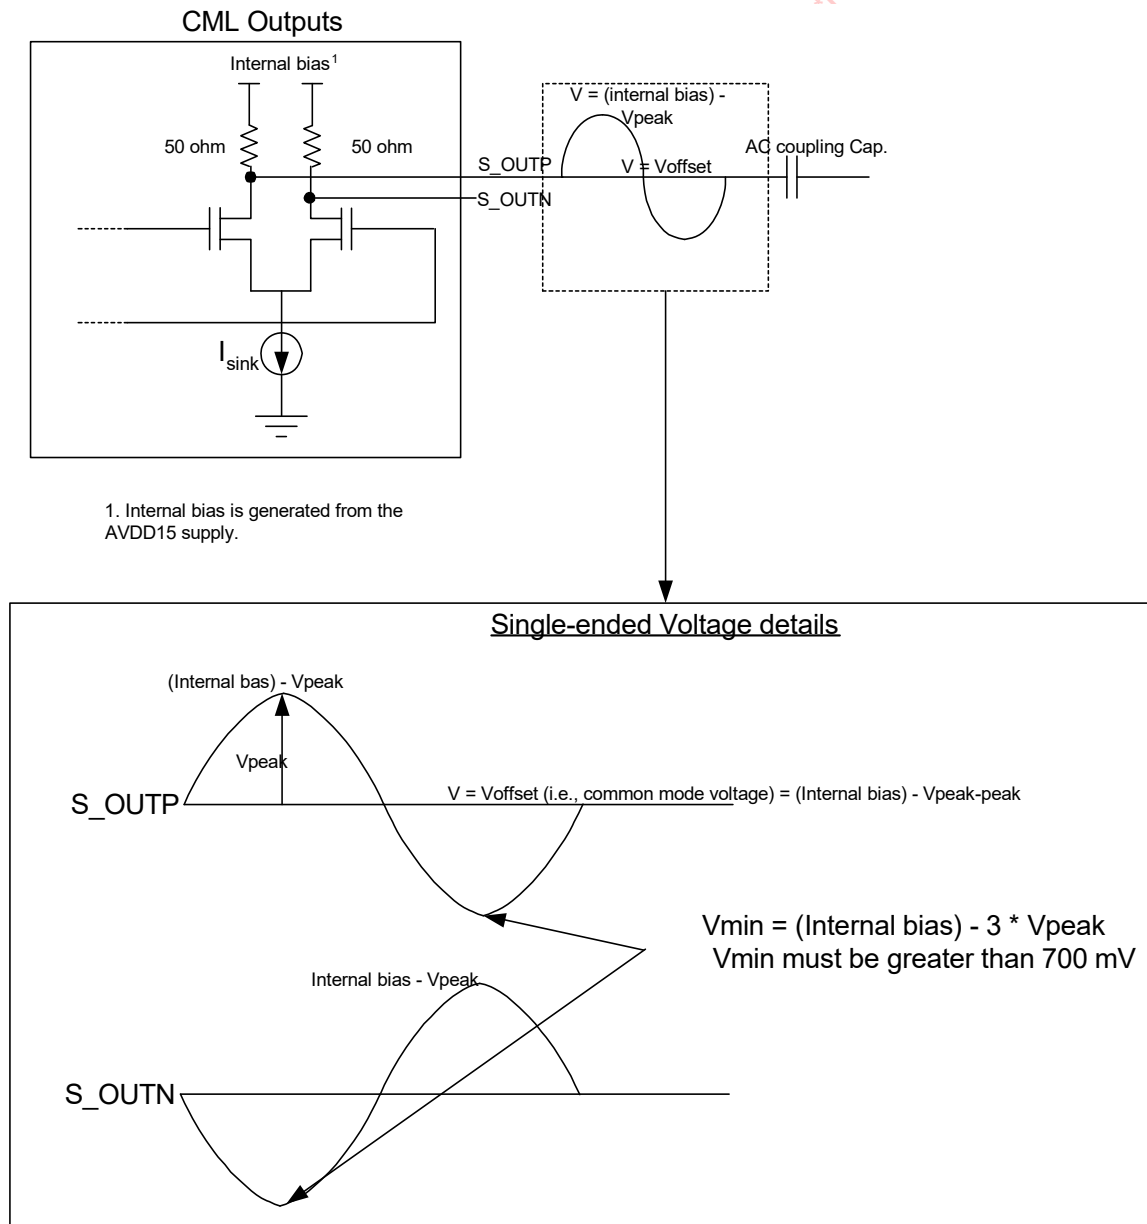 CML Outputs
Internal bias1
50 ohm
50 ohm
S_OUTP
S_OUTN
V = (internal bias) -
Vpeak
V = Voffset
AC coupling Cap.
Isink
1. Internal bias is generated from the
AVDD15 supply.
Single-ended Voltage details
(Internal bas) - Vpeak
Vpeak
S_OUTP
V = Voffset (i.e., common mode voltage) = (Internal bias) - Vpeak-peak
Vmin = (Internal bias) - 3 * Vpeak
Vmin must be greater than 700 mV
Internal bias - Vpeak
S_OUTN